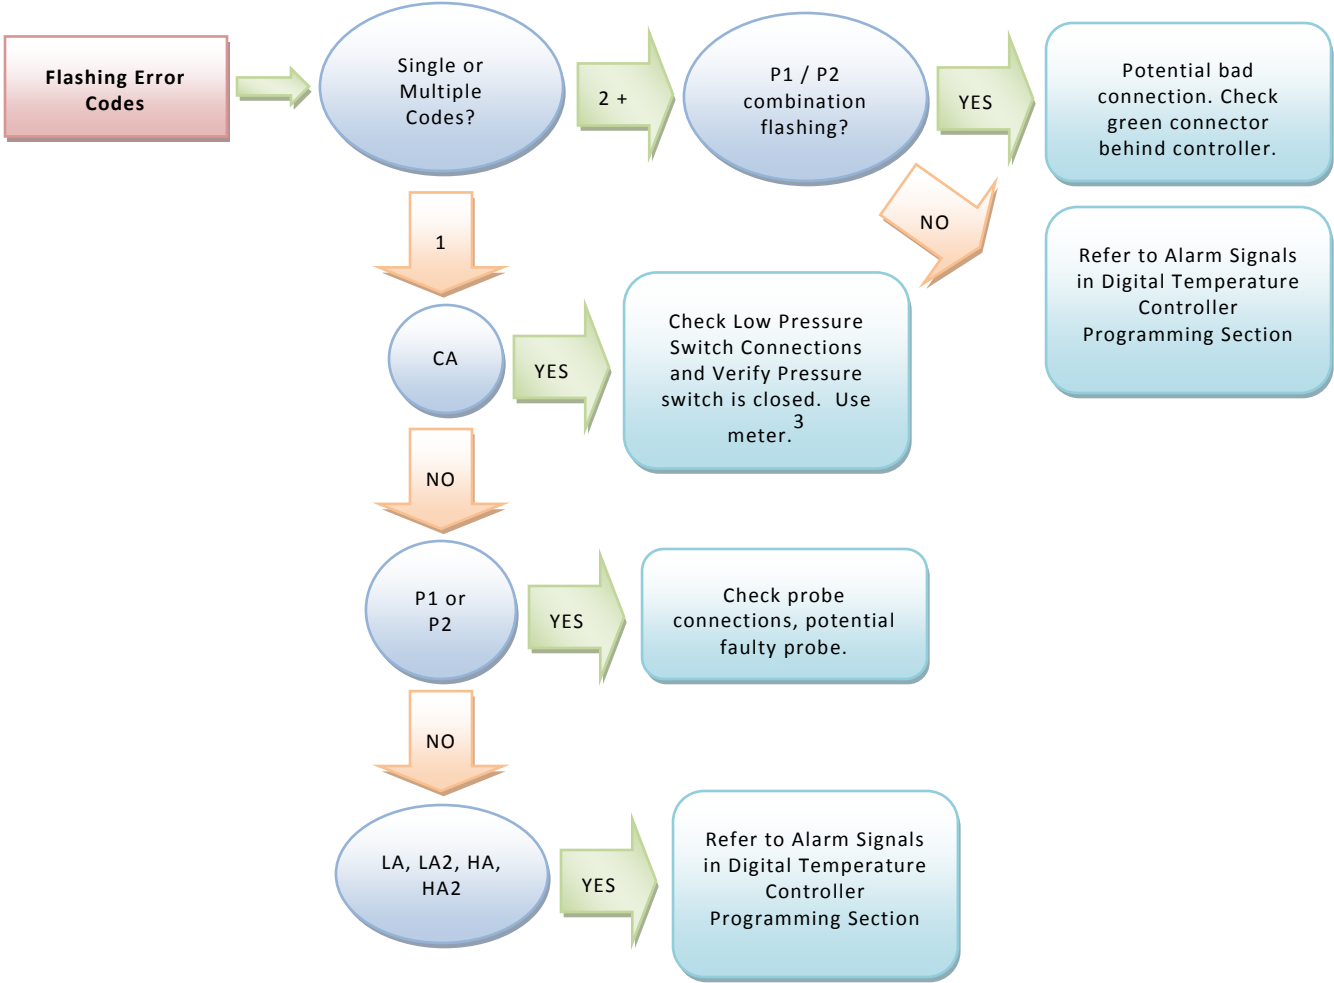 Flashing Error
Codes
Single or
Multiple
Codes?
2 +
P1 / P2
combination
flashing?
YES
Potential bad
connection. Check
green connector
behind controller.
NO
Refer to Alarm Signals
in Digital Temperature
Controller
Programming Section
1
CA
YES
Check Low Pressure
Switch Connections
and Verify Pressure
switch is closed. Use
meter.3
NO
P1 or
P2
YES
Check probe
connections, potential
faulty probe.
NO
LA, LA2, HA,
HA2
YES
Refer to Alarm Signals
in Digital Temperature
Controller
Programming Section